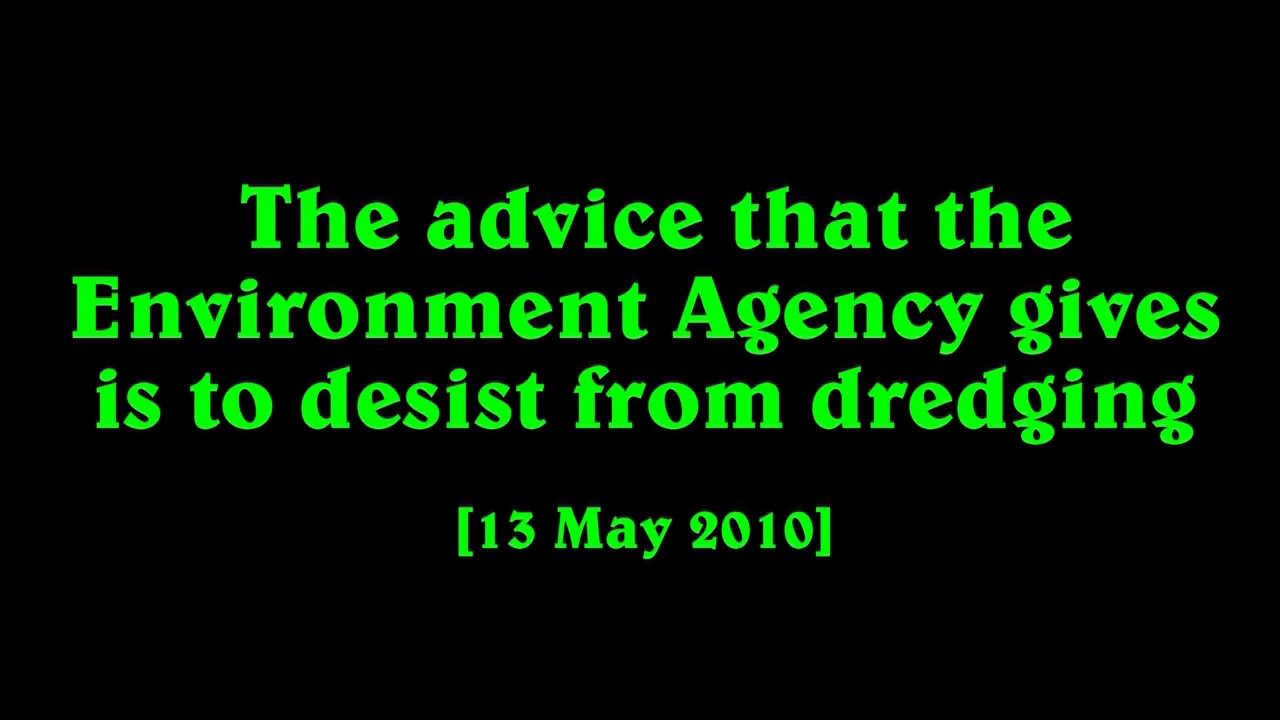 The advice that the
Environment Agency gives
is to desist from dredging
[13 May 2010]